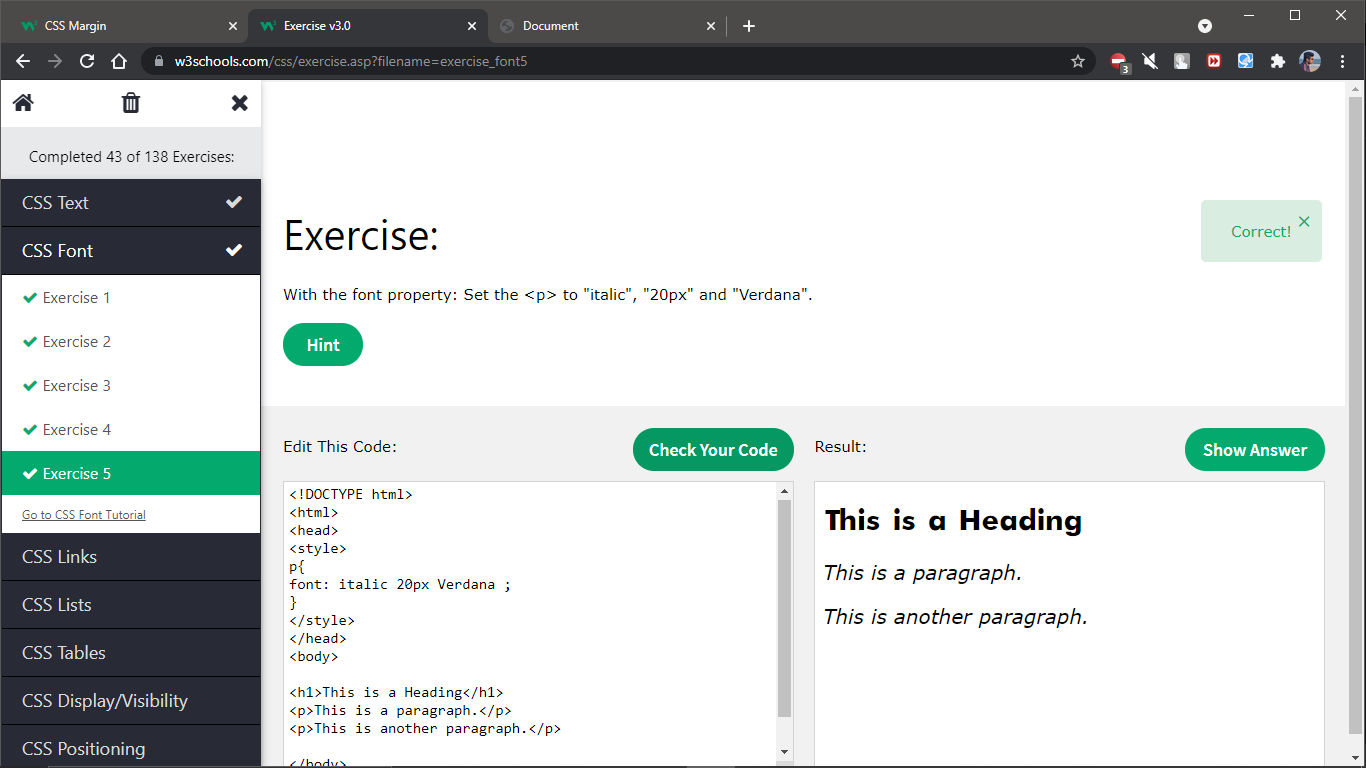 CSS Margin
Exercise v3.0
Document
w3schools.com/css/exercise.asp?filename=exercise_font5
3
Completed 43 of 138 Exercises:
CSS Text
CSS Font
Exercise 1
Exercise 2
Exercise 3
Exercise 4
Exercise 5
Go to CSS Font Tutorial
CSS Links
CSS Lists
CSS Tables
CSS Display/Visibility
CSS Positioning
Exercise:
Correct!
With the font property: Set the <p> to "italic", "20px" and "Verdana".
Hint
Edit This Code:
Check Your Code
<!DOCTYPE html>
<html>
<head>
<style>
p{
font: italic 20px Verdana ;
}
</style>
</head>
<body>
<h1>This is a Heading</h1>
<p>This is a paragraph.</p>
<p>This is another paragraph.</p>
</body>
Result:
Show Answer
This is a Heading
This is a paragraph.
This is another paragraph.